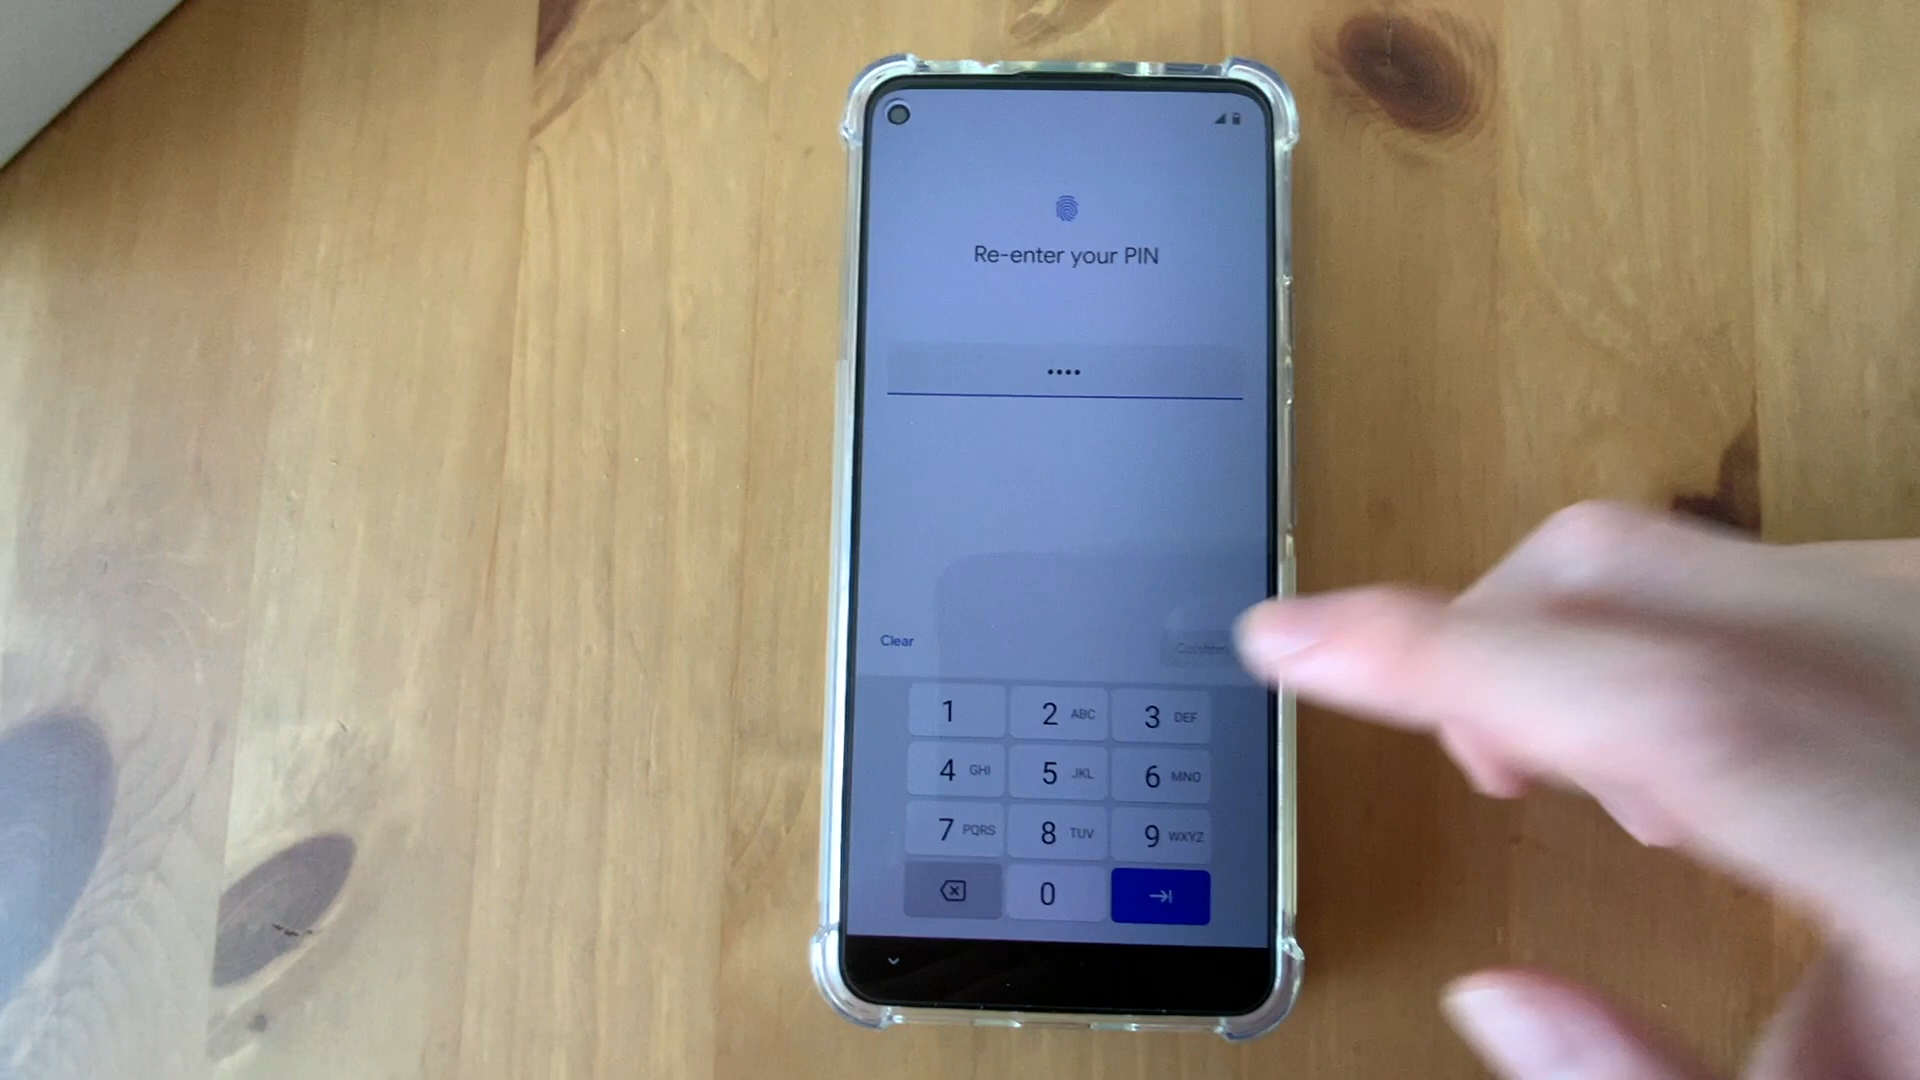 Re-enter your PIN
••••
Clear Confirm
1 2 ABC 3 DEF
4 GHI 5 JKL 6 MNO
7 PQRS 8 TUV 9 WXYZ
0